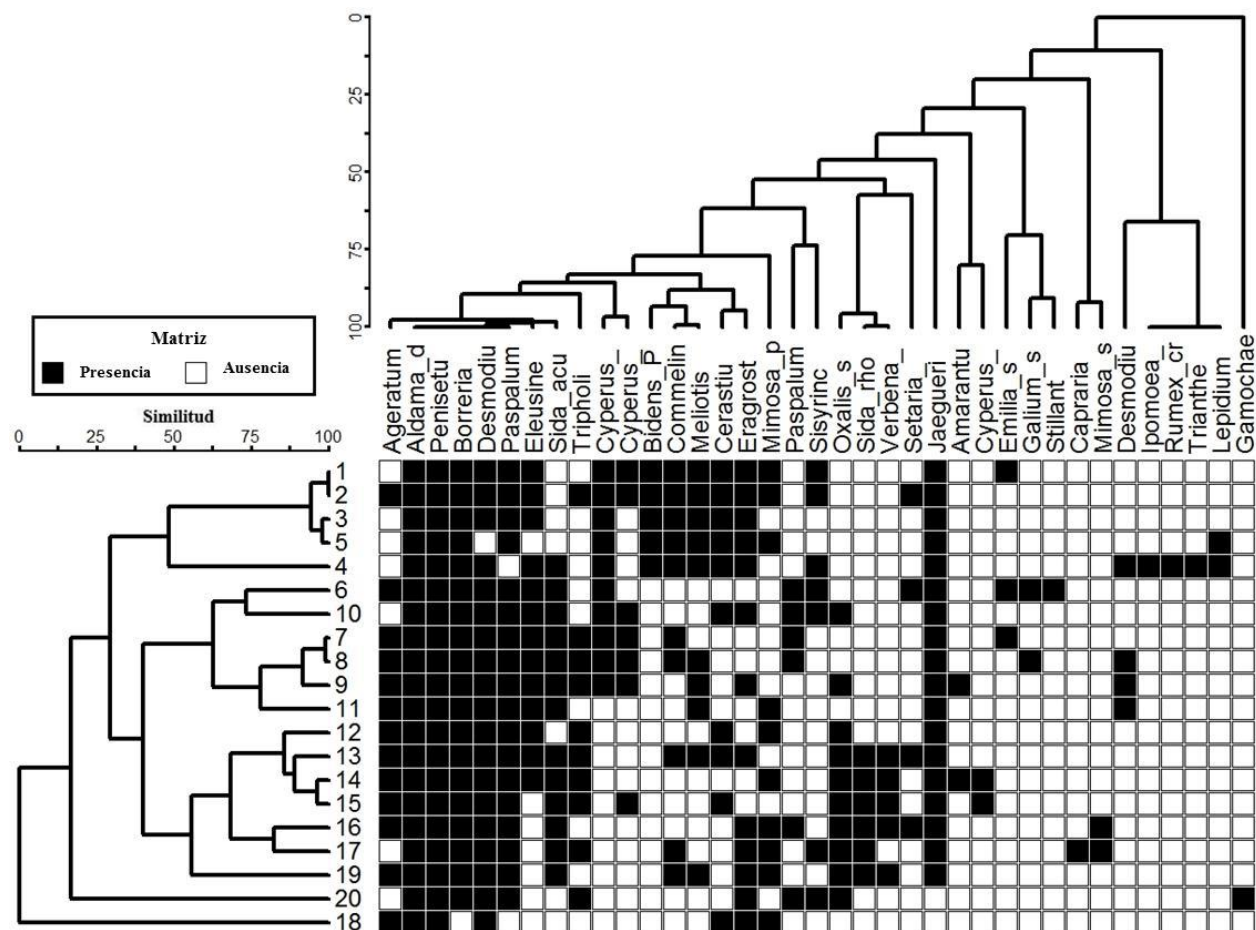 0
25
50
75
100
Matriz
Presencia Ausencia
Similitud
0 25 50 75 100
Ageratum
Aldama_d
Penisetu
Borreria
Desmodiu
Paspalum
Eleusine
Sida_acu
Tripholi
Cyperus_
Cyperus_
Bidens_P
Commelin
Meliotis
Cerastiu
Eragrost
Mimosa_p
Paspalum
Sisyrinc
Oxalis_s
Sida_rho
Verbena_
Setaria_
Jaegueri
Amarantu
Cyperus_
Emilia_s
Galium_s
Stillant
Capraria
Mimosa_s
Desmodiu
Ipomoea_
Rumex_cr
Trianthe
Lepidium
Gamochae
1
2
3
5
4
6
10
7
8
9
11
12
13
14
15
16
17
19
20
18